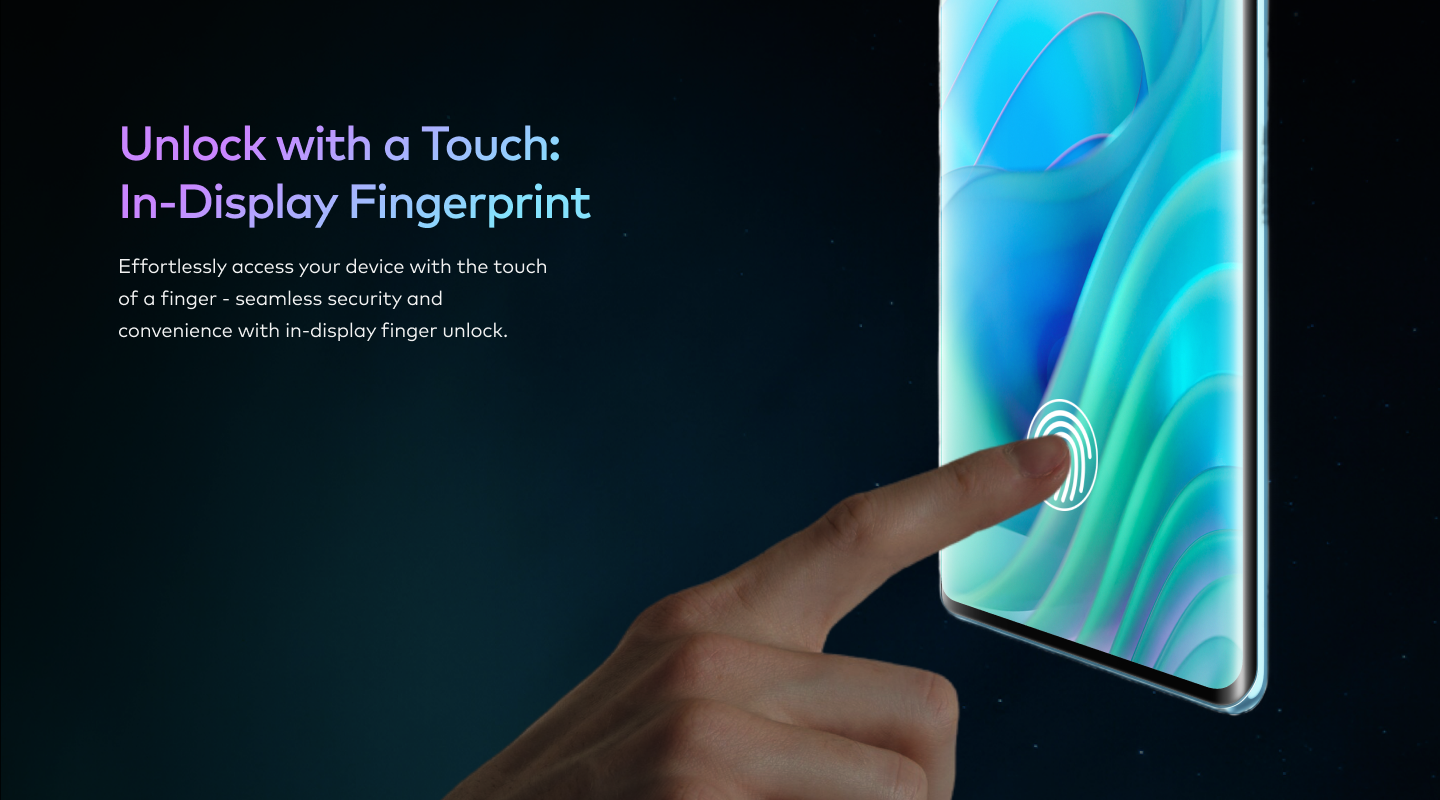 Unlock with a Touch:
In-Display Fingerprint
Effortlessly access your device with the touch
of a finger - seamless security and
convenience with in-display finger unlock.